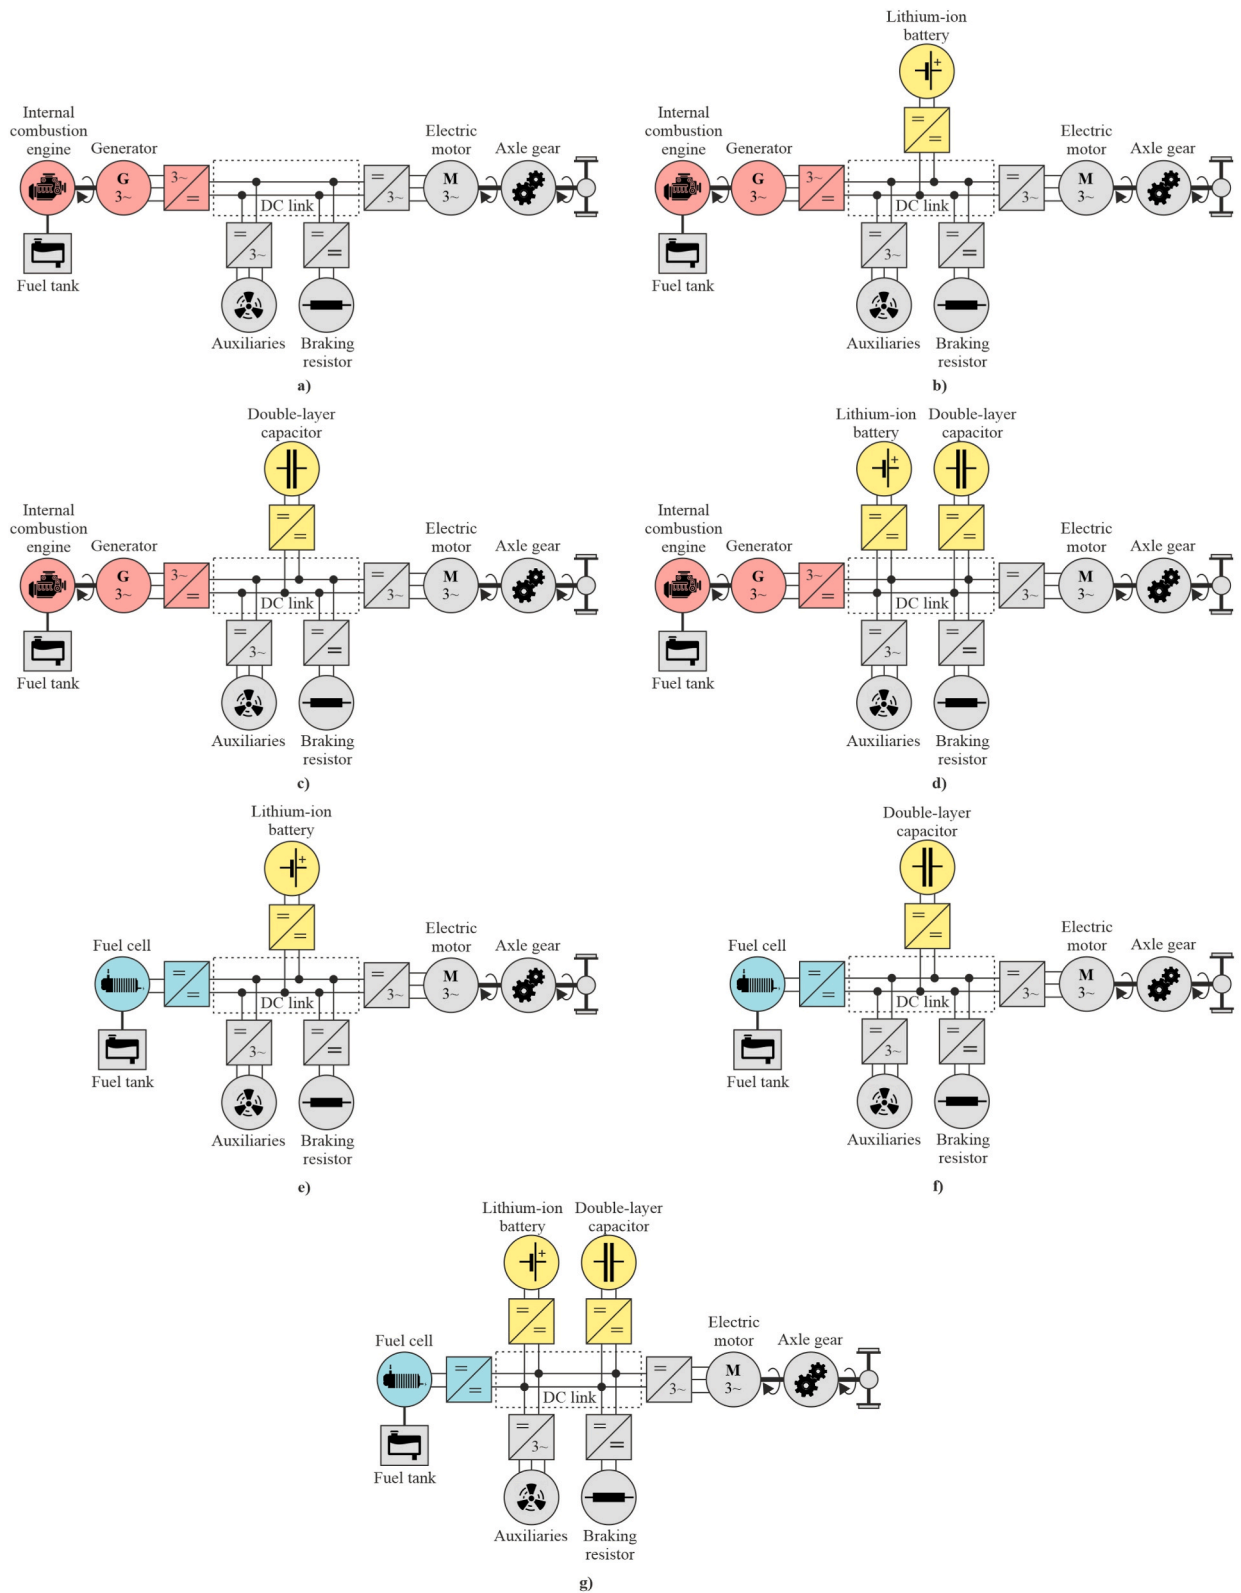 Internal
combustion
engine
Generator
G
3~
3~
DC link
3~
Electric
motor
M
3~
Axle gear
Fuel tank
3~
Auxiliaries
Braking
resistor
a)
Lithium-ion
battery
+
Internal
combustion
engine
Generator
G
3~
3~
DC link
3~
Electric
motor
M
3~
Axle gear
Fuel tank
3~
Auxiliaries
Braking
resistor
b)
Double-layer
capacitor
Internal
combustion
engine
Generator
G
3~
3~
DC link
3~
Electric
motor
M
3~
Axle gear
Fuel tank
3~
Auxiliaries
Braking
resistor
c)
Lithium-ion
battery
+
Double-layer
capacitor
Internal
combustion
engine
Generator
G
3~
3~
DC link
3~
Electric
motor
M
3~
Axle gear
Fuel tank
3~
Auxiliaries
Braking
resistor
d)
Lithium-ion
battery
+
Fuel cell
DC link
3~
Electric
motor
M
3~
Axle gear
Fuel tank
3~
Auxiliaries
Braking
resistor
e)
Double-layer
capacitor
Fuel cell
DC link
3~
Electric
motor
M
3~
Axle gear
Fuel tank
3~
Auxiliaries
Braking
resistor
f)
Lithium-ion
battery
+
Double-layer
capacitor
Fuel cell
DC link
3~
Electric
motor
M
3~
Axle gear
Fuel tank
3~
Auxiliaries
Braking
resistor
g)